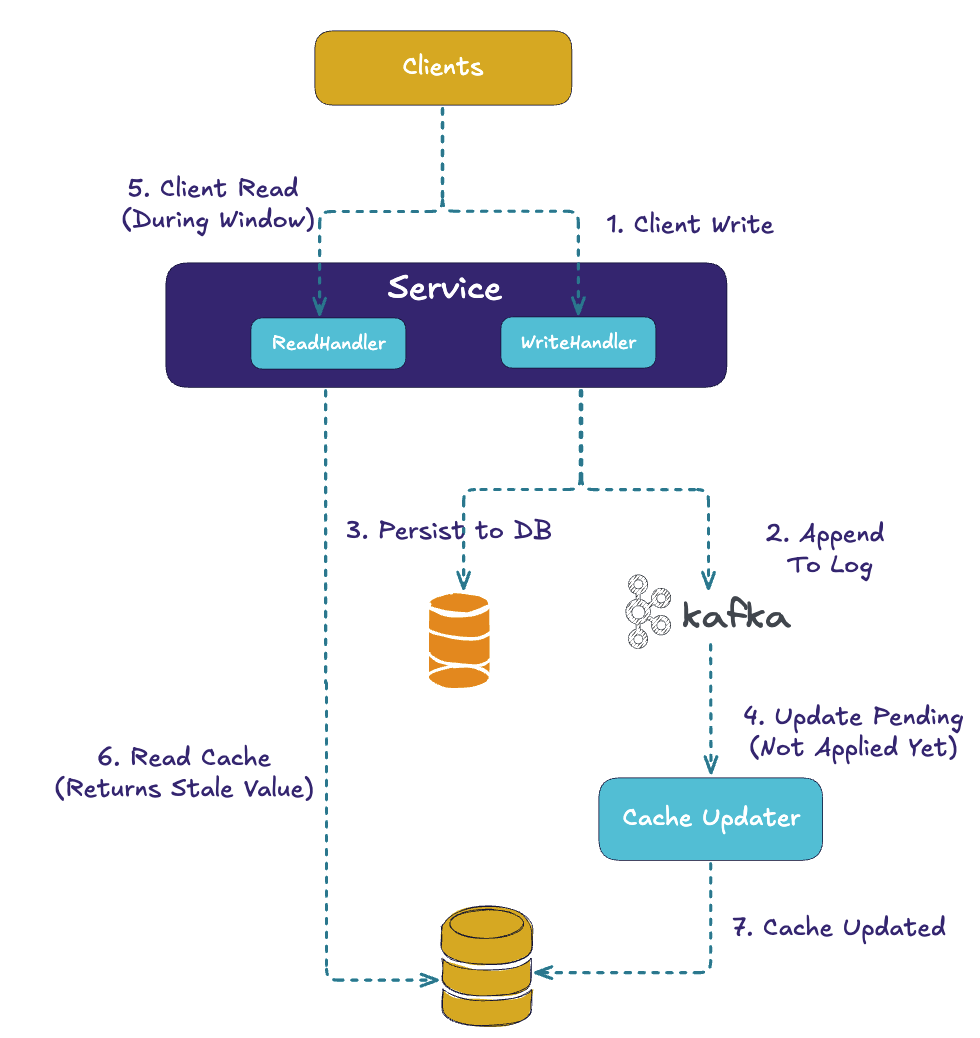 Clients
5. Client Read
(During Window)
1. Client Write
Service
ReadHandler
WriteHandler
3. Persist to DB
2. Append
To Log
kafka
4. Update Pending
(Not Applied Yet)
6. Read Cache
(Returns Stale Value)
Cache Updater
7. Cache Updated